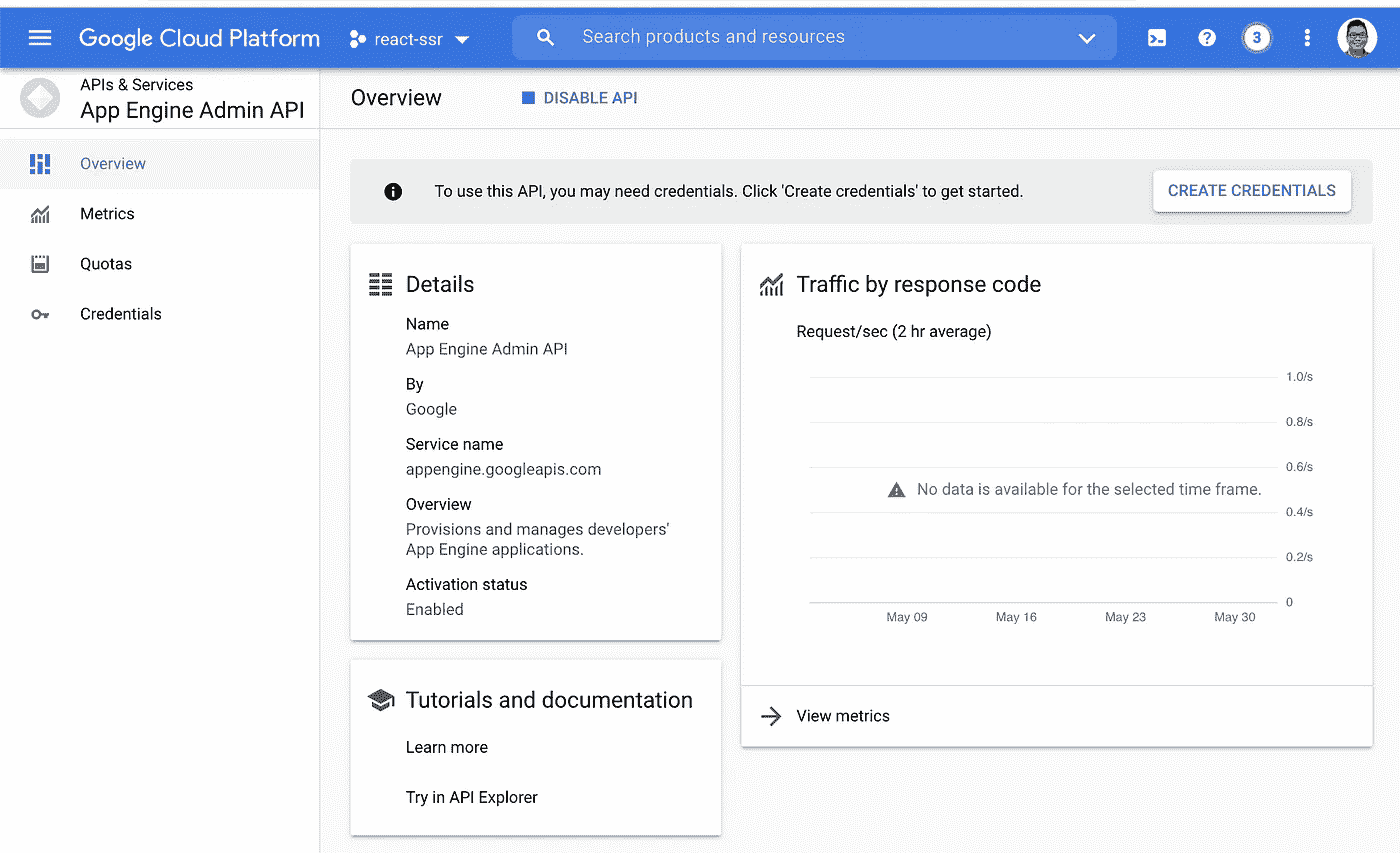 Google Cloud Platform
react-ssr
Search products and resources
3
APIs & Services
App Engine Admin API
Overview
DISABLE API
Overview
Metrics
Quotas
Credentials
To use this API, you may need credentials. Click 'Create credentials' to get started.
CREATE CREDENTIALS
Details
Name
App Engine Admin API
By
Google
Service name
appengine.googleapis.com
Overview
Provisions and manages developers'
App Engine applications.
Activation status
Enabled
Tutorials and documentation
Learn more
Try in API Explorer
Traffic by response code
Request/sec (2 hr average)
1.0/s
0.8/s
0.6/s
No data is available for the selected time frame.
0.4/s
0.2/s
0
May 09
May 16
May 23
May 30
View metrics